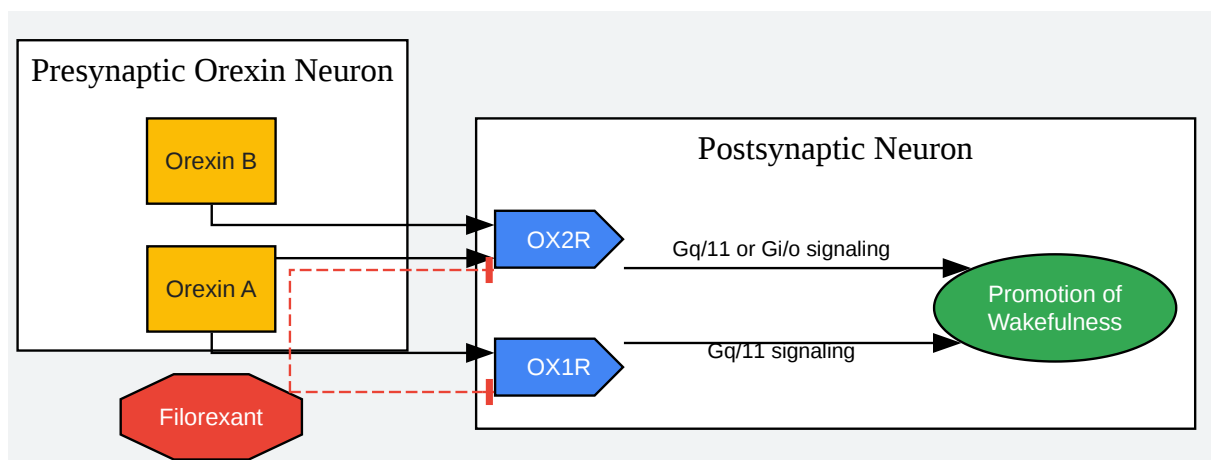 Presynaptic Orexin Neuron
Orexin B
Orexin A
Filorexant
Postsynaptic Neuron
OX2R
Gq/11 or Gi/o signaling
OX1R
Gq/11 signaling
Promotion of
Wakefulness